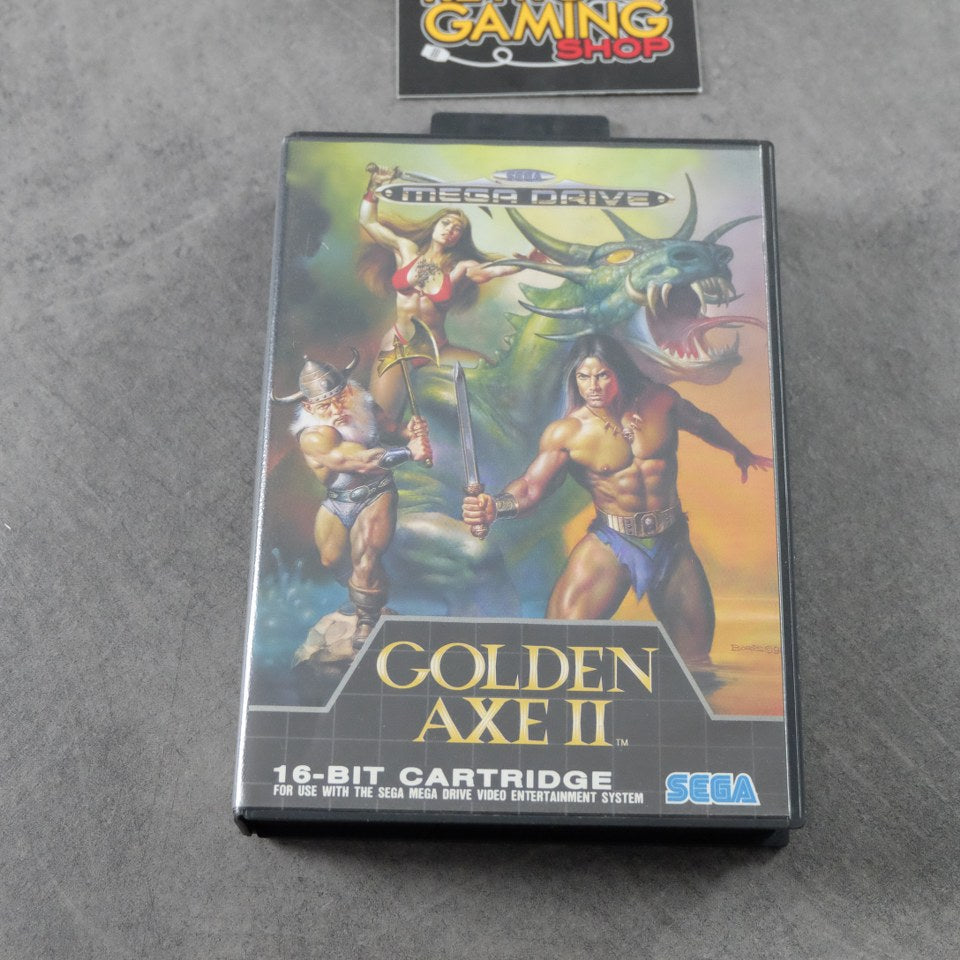 GAMING
SHOP
SEGA
MEGA DRIVE
GOLDEN
AXE II™
16-BIT CARTRIDGE
FOR USE WITH THE SEGA MEGA DRIVE VIDEO ENTERTAINMENT SYSTEM
SEGA